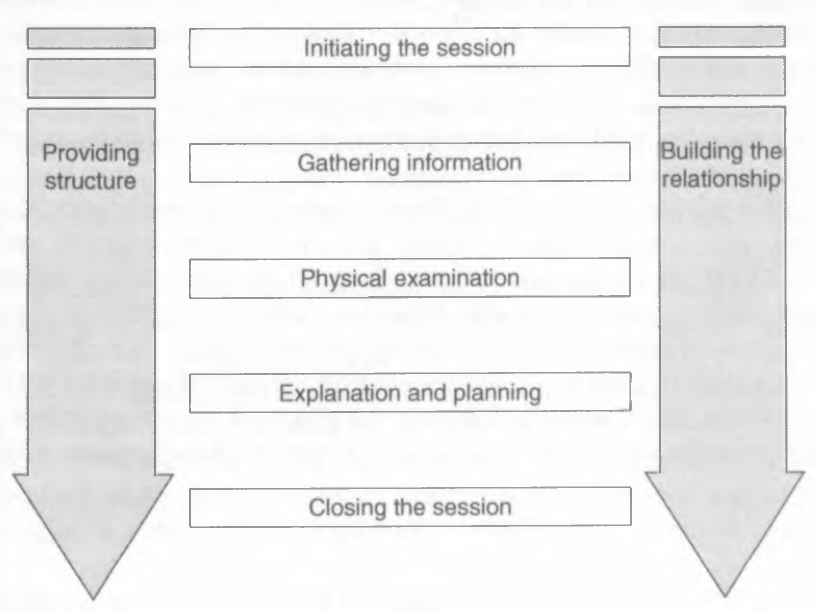 Initiating the session
Providing
structure
Gathering information
Building the
relationship
Physical examination
Explanation and planning
Closing the session